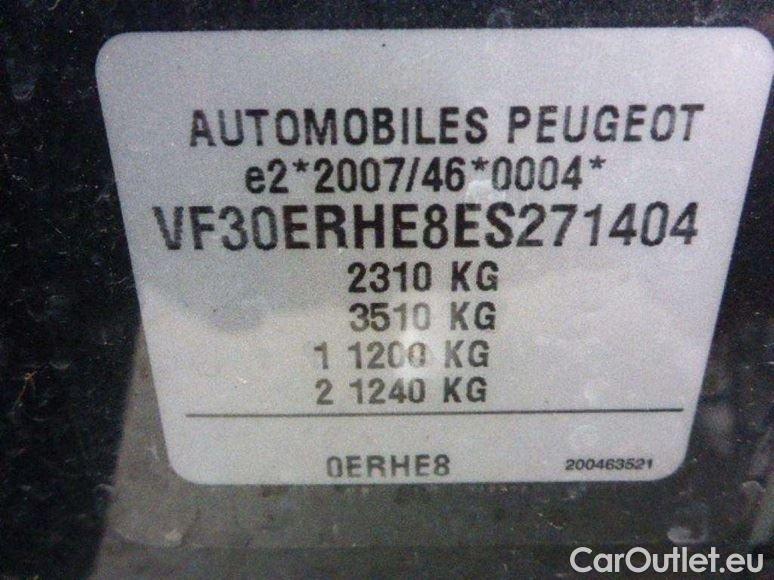 AUTOMOBILES PEUGEOT
e2*2007/46*0004*
VF30ERHE8ES271404
2310 KG
3510 KG
1 1200 KG
2 1240 KG
0ERHE8 200463521
CarOutlet.eu